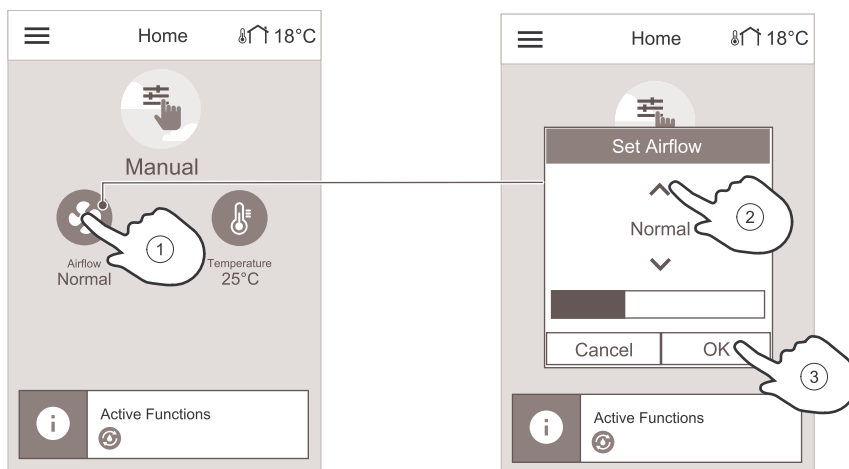 Home 18°C
Manual
1
Airflow
Normal
Temperature
25°C
i
Active Functions
Home 18°C
Set Airflow
2
Normal
Cancel OK
3
i
Active Functions